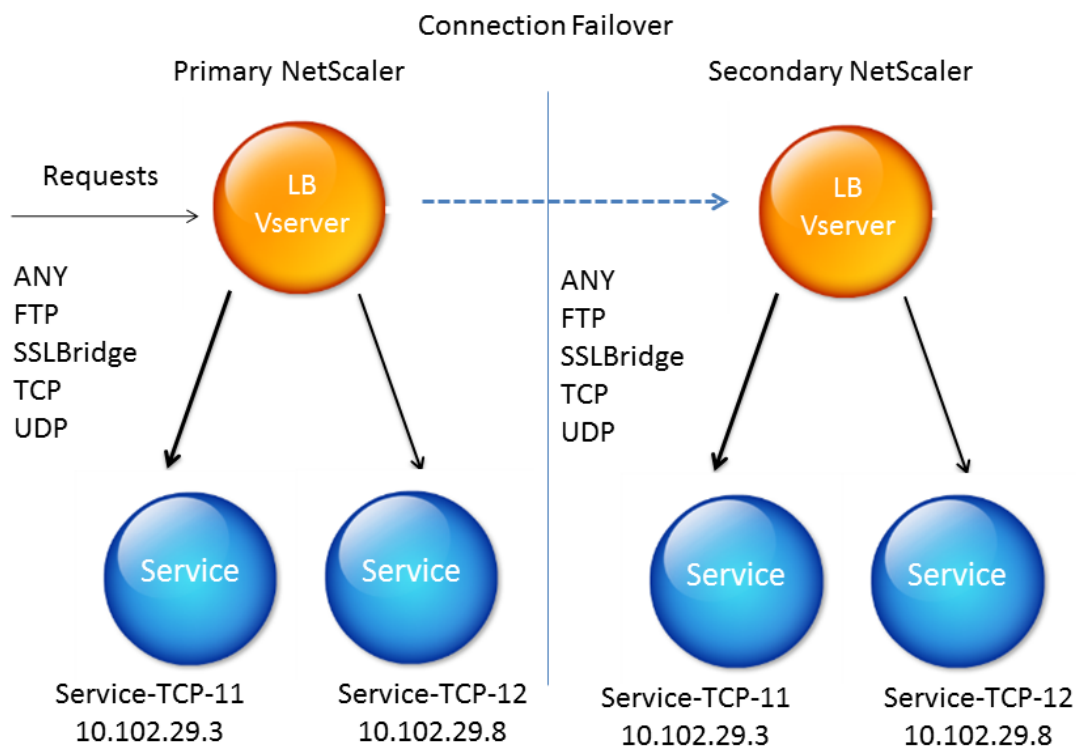 Connection Failover
Primary NetScaler
Secondary NetScaler
Requests
LB
Vserver
ANY
FTP
SSLBridge
TCP
UDP
LB
Vserver
ANY
FTP
SSLBridge
TCP
UDP
Service
Service
Service
Service
Service-TCP-11
10.102.29.3
Service-TCP-12
10.102.29.8
Service-TCP-11
10.102.29.3
Service-TCP-12
10.102.29.8